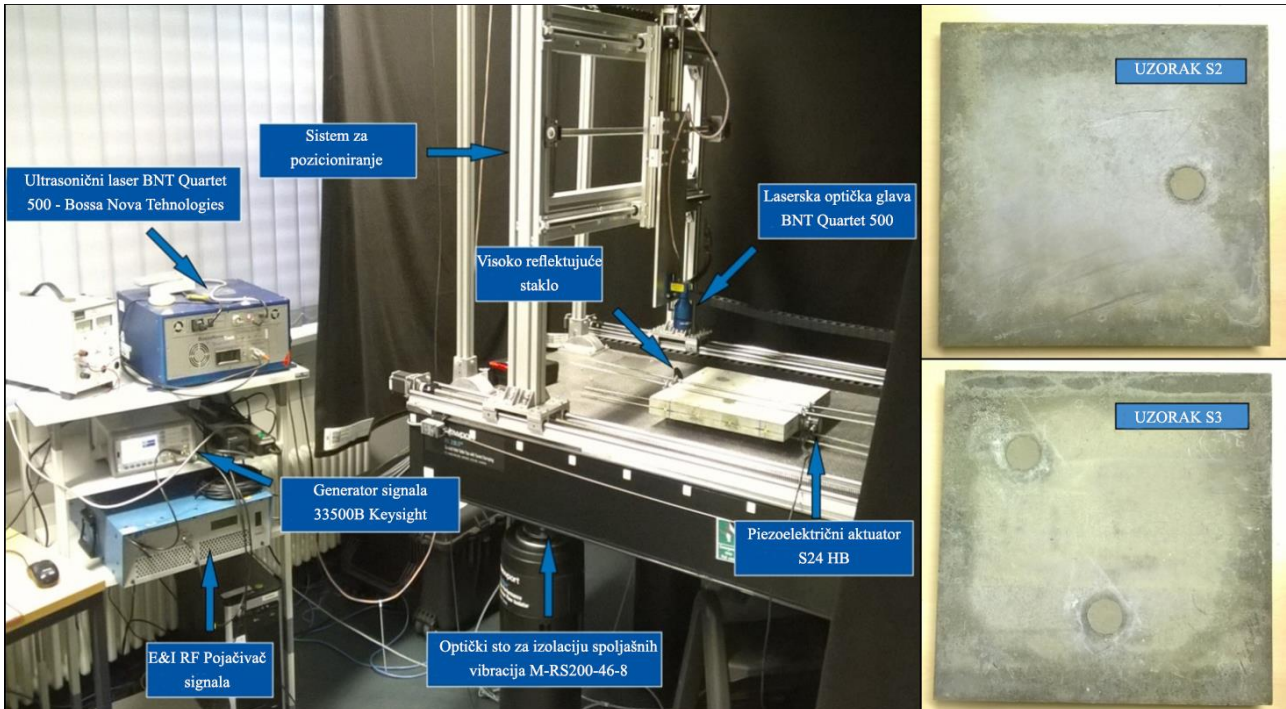 Sistem za
pozicioniranje
Ultrasonični laser BNT Quartet
500 - Bossa Nova Tehnologies
Laserska optička glava
BNT Quartet 500
Visoko reflektujuće
staklo
Generator signala
33500B Keysight
Piezoelektrični aktuator
S24 HB
E&I RF Pojačivač
signala
Optički sto za izolaciju spoljašnih
vibracija M-RS200-46-8
UZORAK S2
UZORAK S3